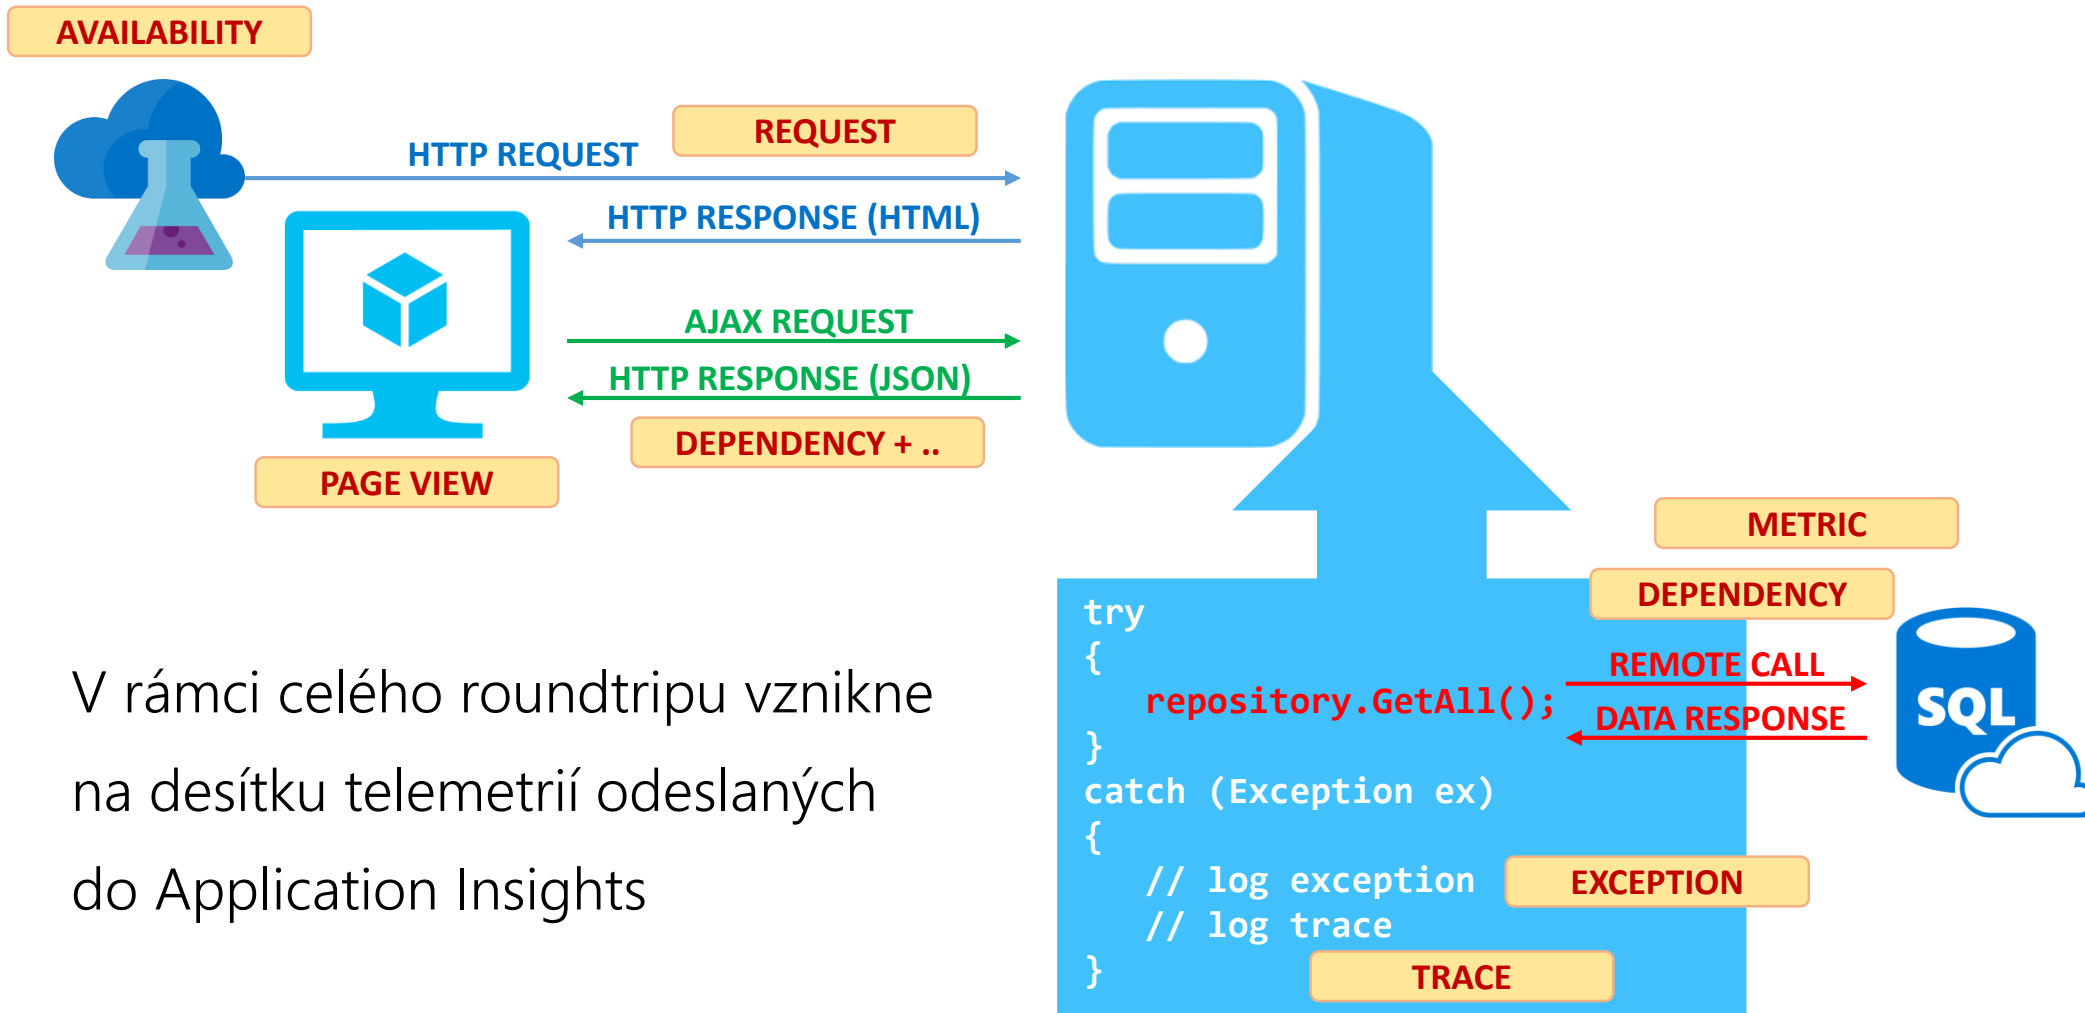 AVAILABILITY
REQUEST
HTTP REQUEST
HTTP RESPONSE (HTML)
AJAX REQUEST
HTTP RESPONSE (JSON)
DEPENDENCY + ..
PAGE VIEW
METRIC
DEPENDENCY
try
{
REMOTE CALL
repository.GetAll();
DATA RESPONSE
SQL
}
catch (Exception ex)
{
// log exception
EXCEPTION
// log trace
}
TRACE
V rámci celého roundtripu vznikne
na desítku telemetrií odeslaných
do Application Insights